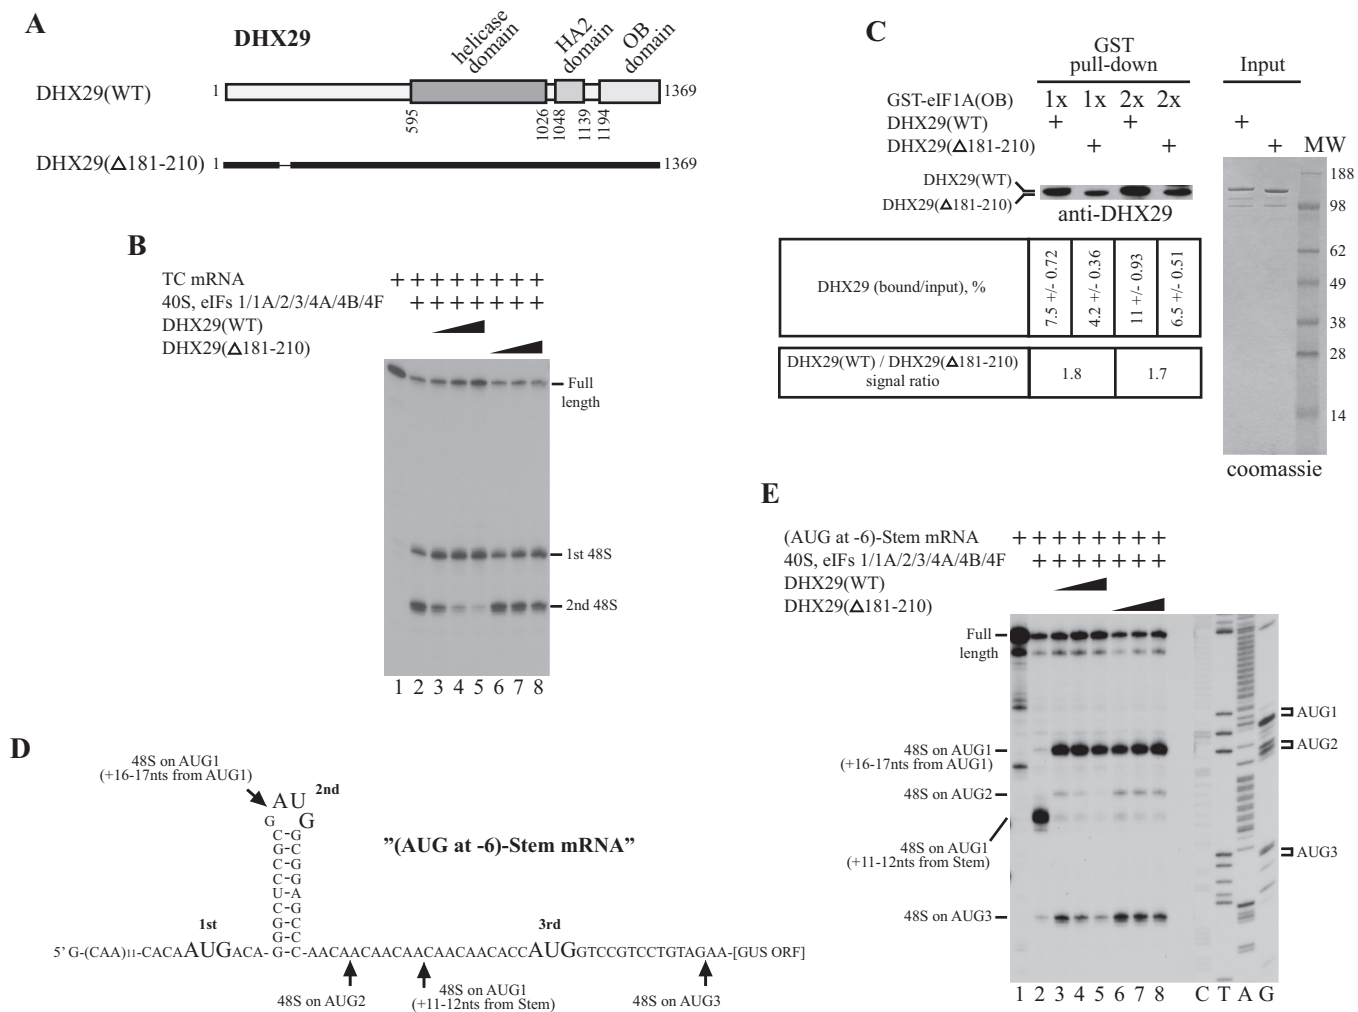 A
DHX29
helicase domain
HA2 domain
OB domain
DHX29(WT)
1
1369
595
1026
1048
1139
1194
DHX29(Δ181-210)
1
1369
B
TC mRNA + + + + + + + +
40S, eIFs 1/1A/2/3/4A/4B/4F + + + + + + +
DHX29(WT)
DHX29(Δ181-210)
Full
length
1st 48S
2nd 48S
1 2 3 4 5 6 7 8
C
GST
pull-down
Input
GST-eIF1A(OB) 1x 1x 2x 2x
DHX29(WT) + + +
DHX29(Δ181-210) + + + MW
DHX29(WT)
DHX29(Δ181-210)
anti-DHX29
188
98
62
49
38
28
14
coomassie
DHX29 (bound/input), %
7.5 +/- 0.72
4.2 +/- 0.36
11 +/- 0.93
6.5 +/- 0.51
DHX29(WT) / DHX29(Δ181-210)
signal ratio
1.8
1.7
D
48S on AUG1
(+16-17nts from AUG1)
2nd
G A U G
C-G
G-C
C-G
C-G
U-A
C-G
G-C
G-C
G-C
"(AUG at -6)-Stem mRNA"
1st
3rd
5' G-(CAA)11-CACAAUGACA-G-C-AACAACAACAACAACAACACCAUGGTCCGTCCTGTAGAA-[GUS ORF]
48S on AUG2
48S on AUG1
(+11-12nts from Stem)
48S on AUG3
E
(AUG at -6)-Stem mRNA + + + + + + + +
40S, eIFs 1/1A/2/3/4A/4B/4F + + + + + + +
DHX29(WT)
DHX29(Δ181-210)
Full
length
48S on AUG1
(+16-17nts from AUG1)
48S on AUG2
48S on AUG1
(+11-12nts from Stem)
48S on AUG3
AUG1
AUG2
AUG3
1 2 3 4 5 6 7 8 C T A G